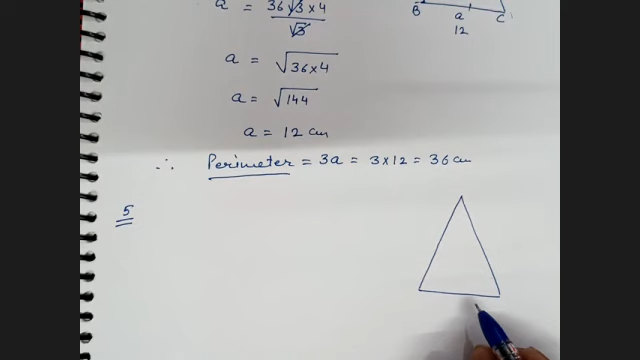 a = 36√3×4
√3
B a C
12
a = √36×4
a = √144
a = 12 cm
∴ Perimeter = 3a = 3×12 = 36 cm
5